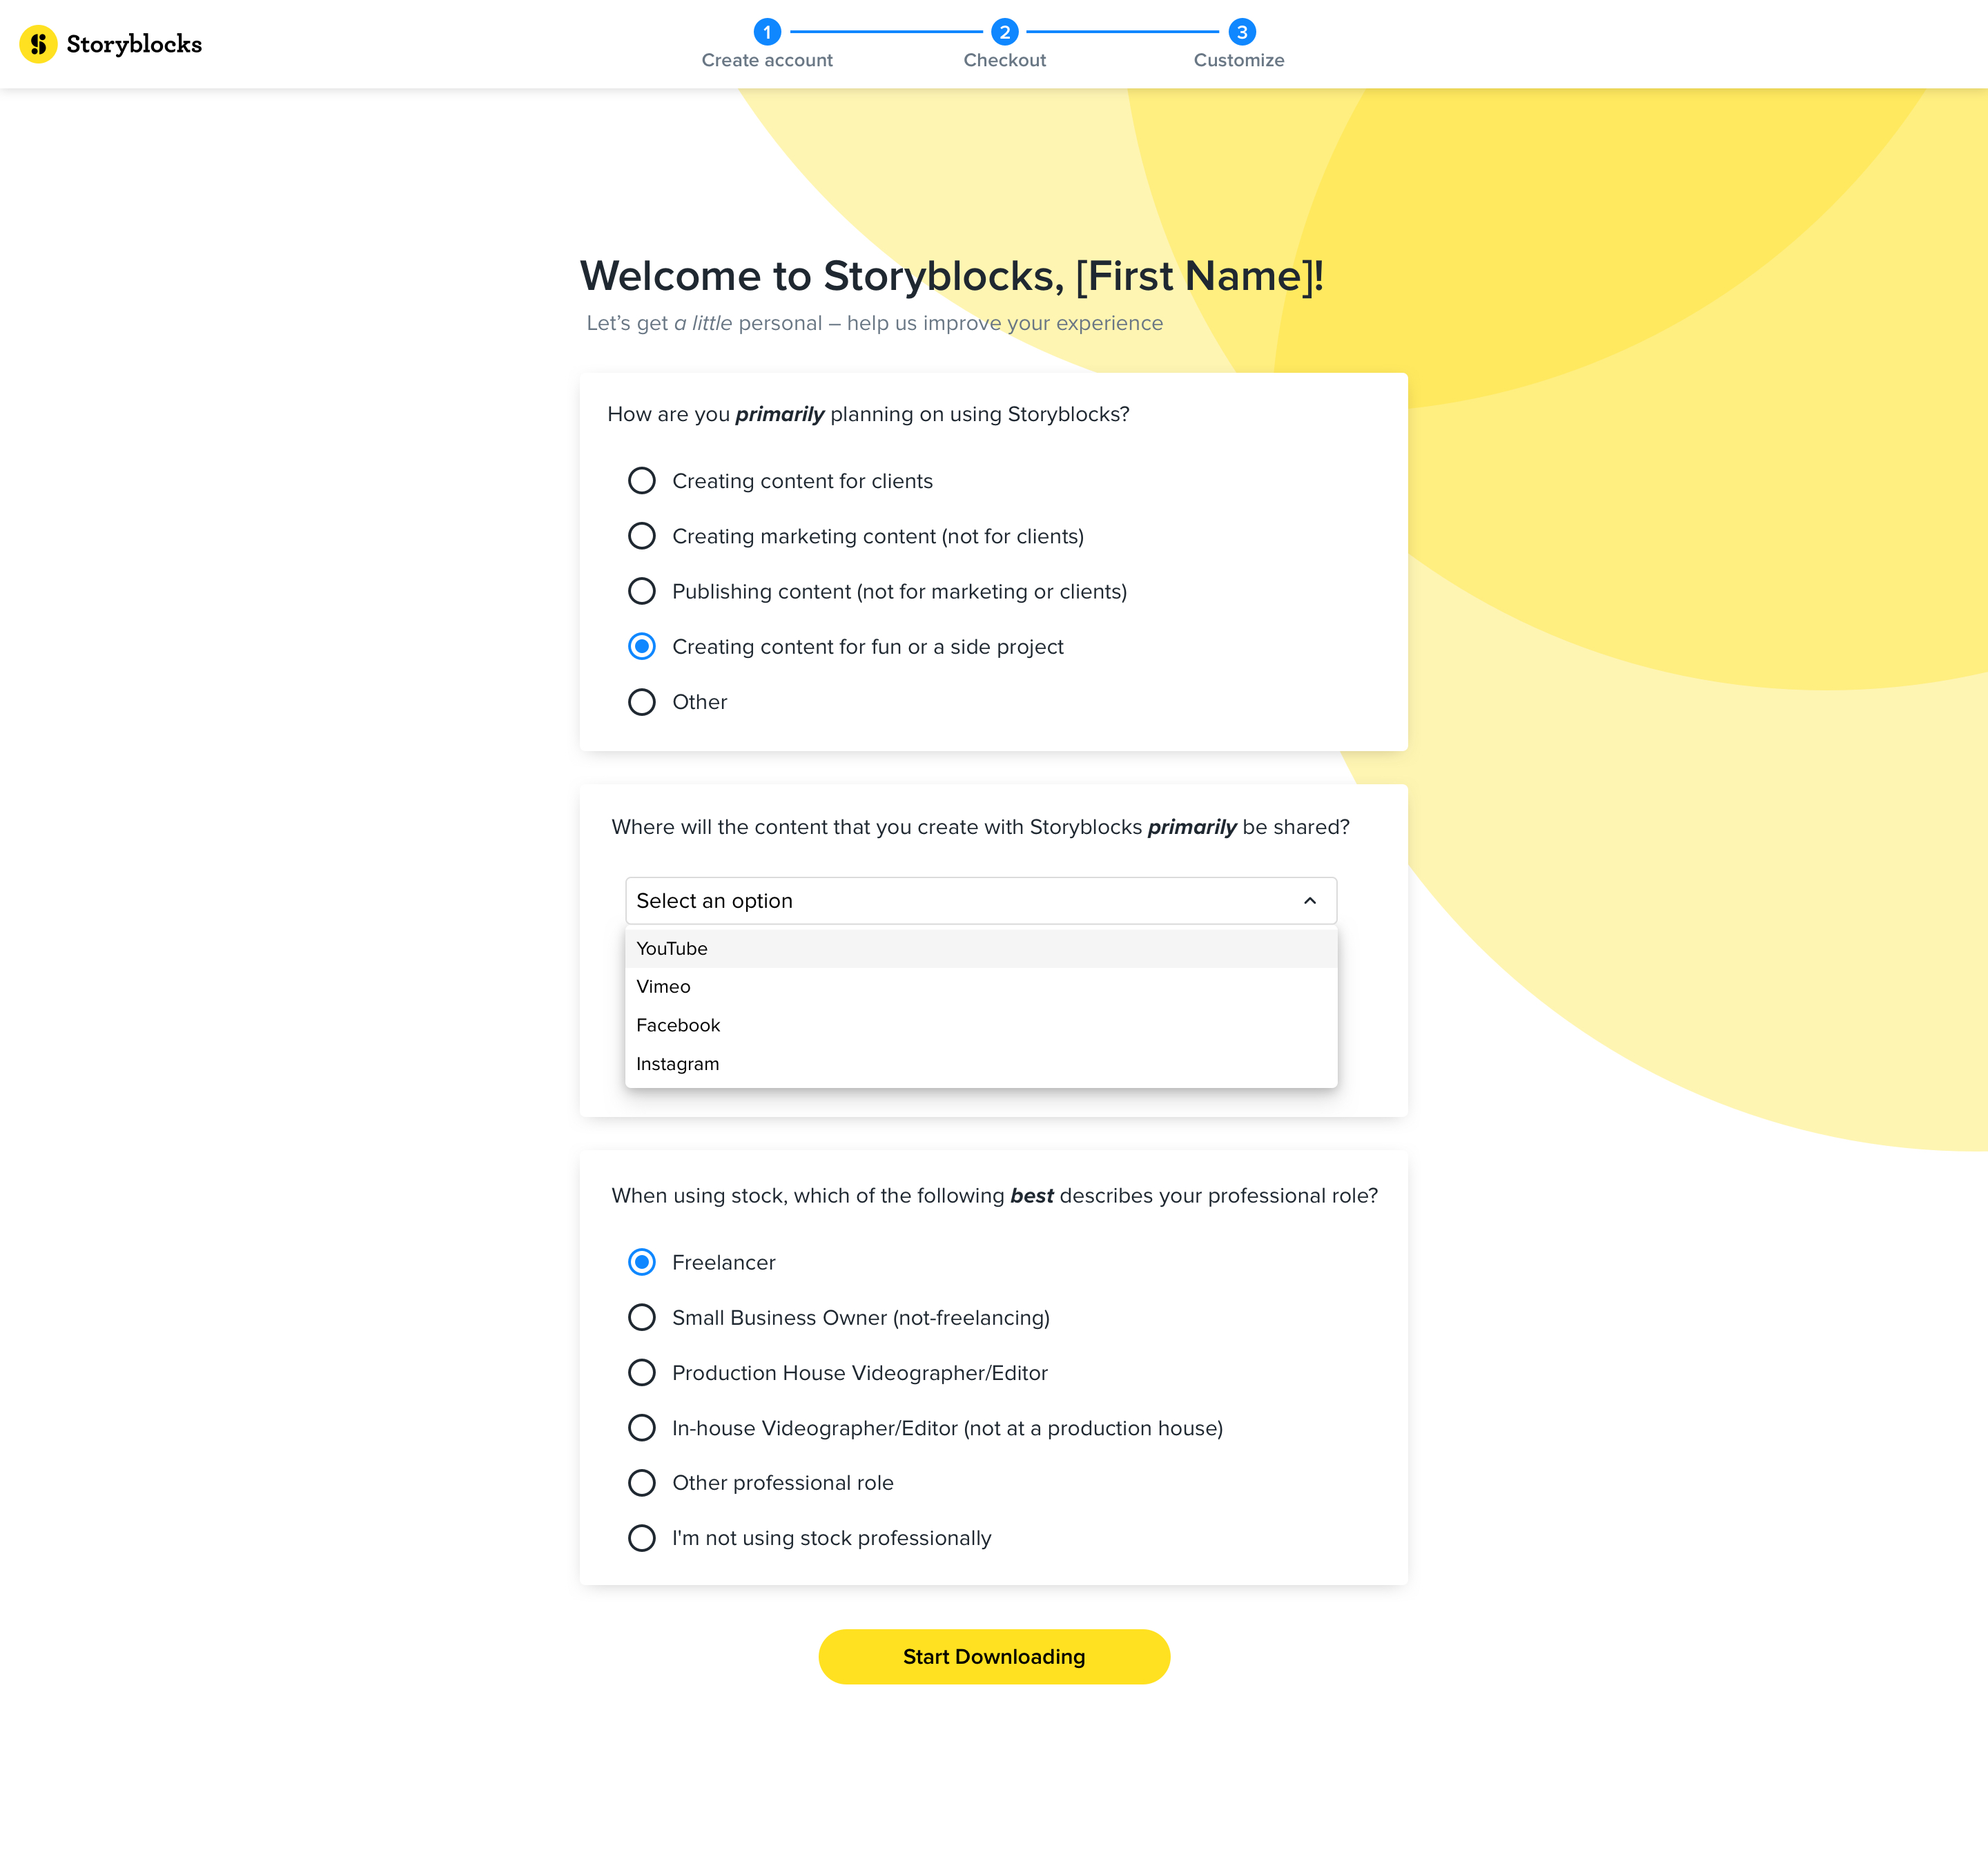 Storyblocks
1 2 3
Create account Checkout Customize
Welcome to Storyblocks, [First Name]!
Let’s get a little personal – help us improve your experience
How are you primarily planning on using Storyblocks?
Creating content for clients
Creating marketing content (not for clients)
Publishing content (not for marketing or clients)
Creating content for fun or a side project
Other
Where will the content that you create with Storyblocks primarily be shared?
Select an option
YouTube
Vimeo
Facebook
Instagram
When using stock, which of the following best describes your professional role?
Freelancer
Small Business Owner (not-freelancing)
Production House Videographer/Editor
In-house Videographer/Editor (not at a production house)
Other professional role
I'm not using stock professionally
Start Downloading